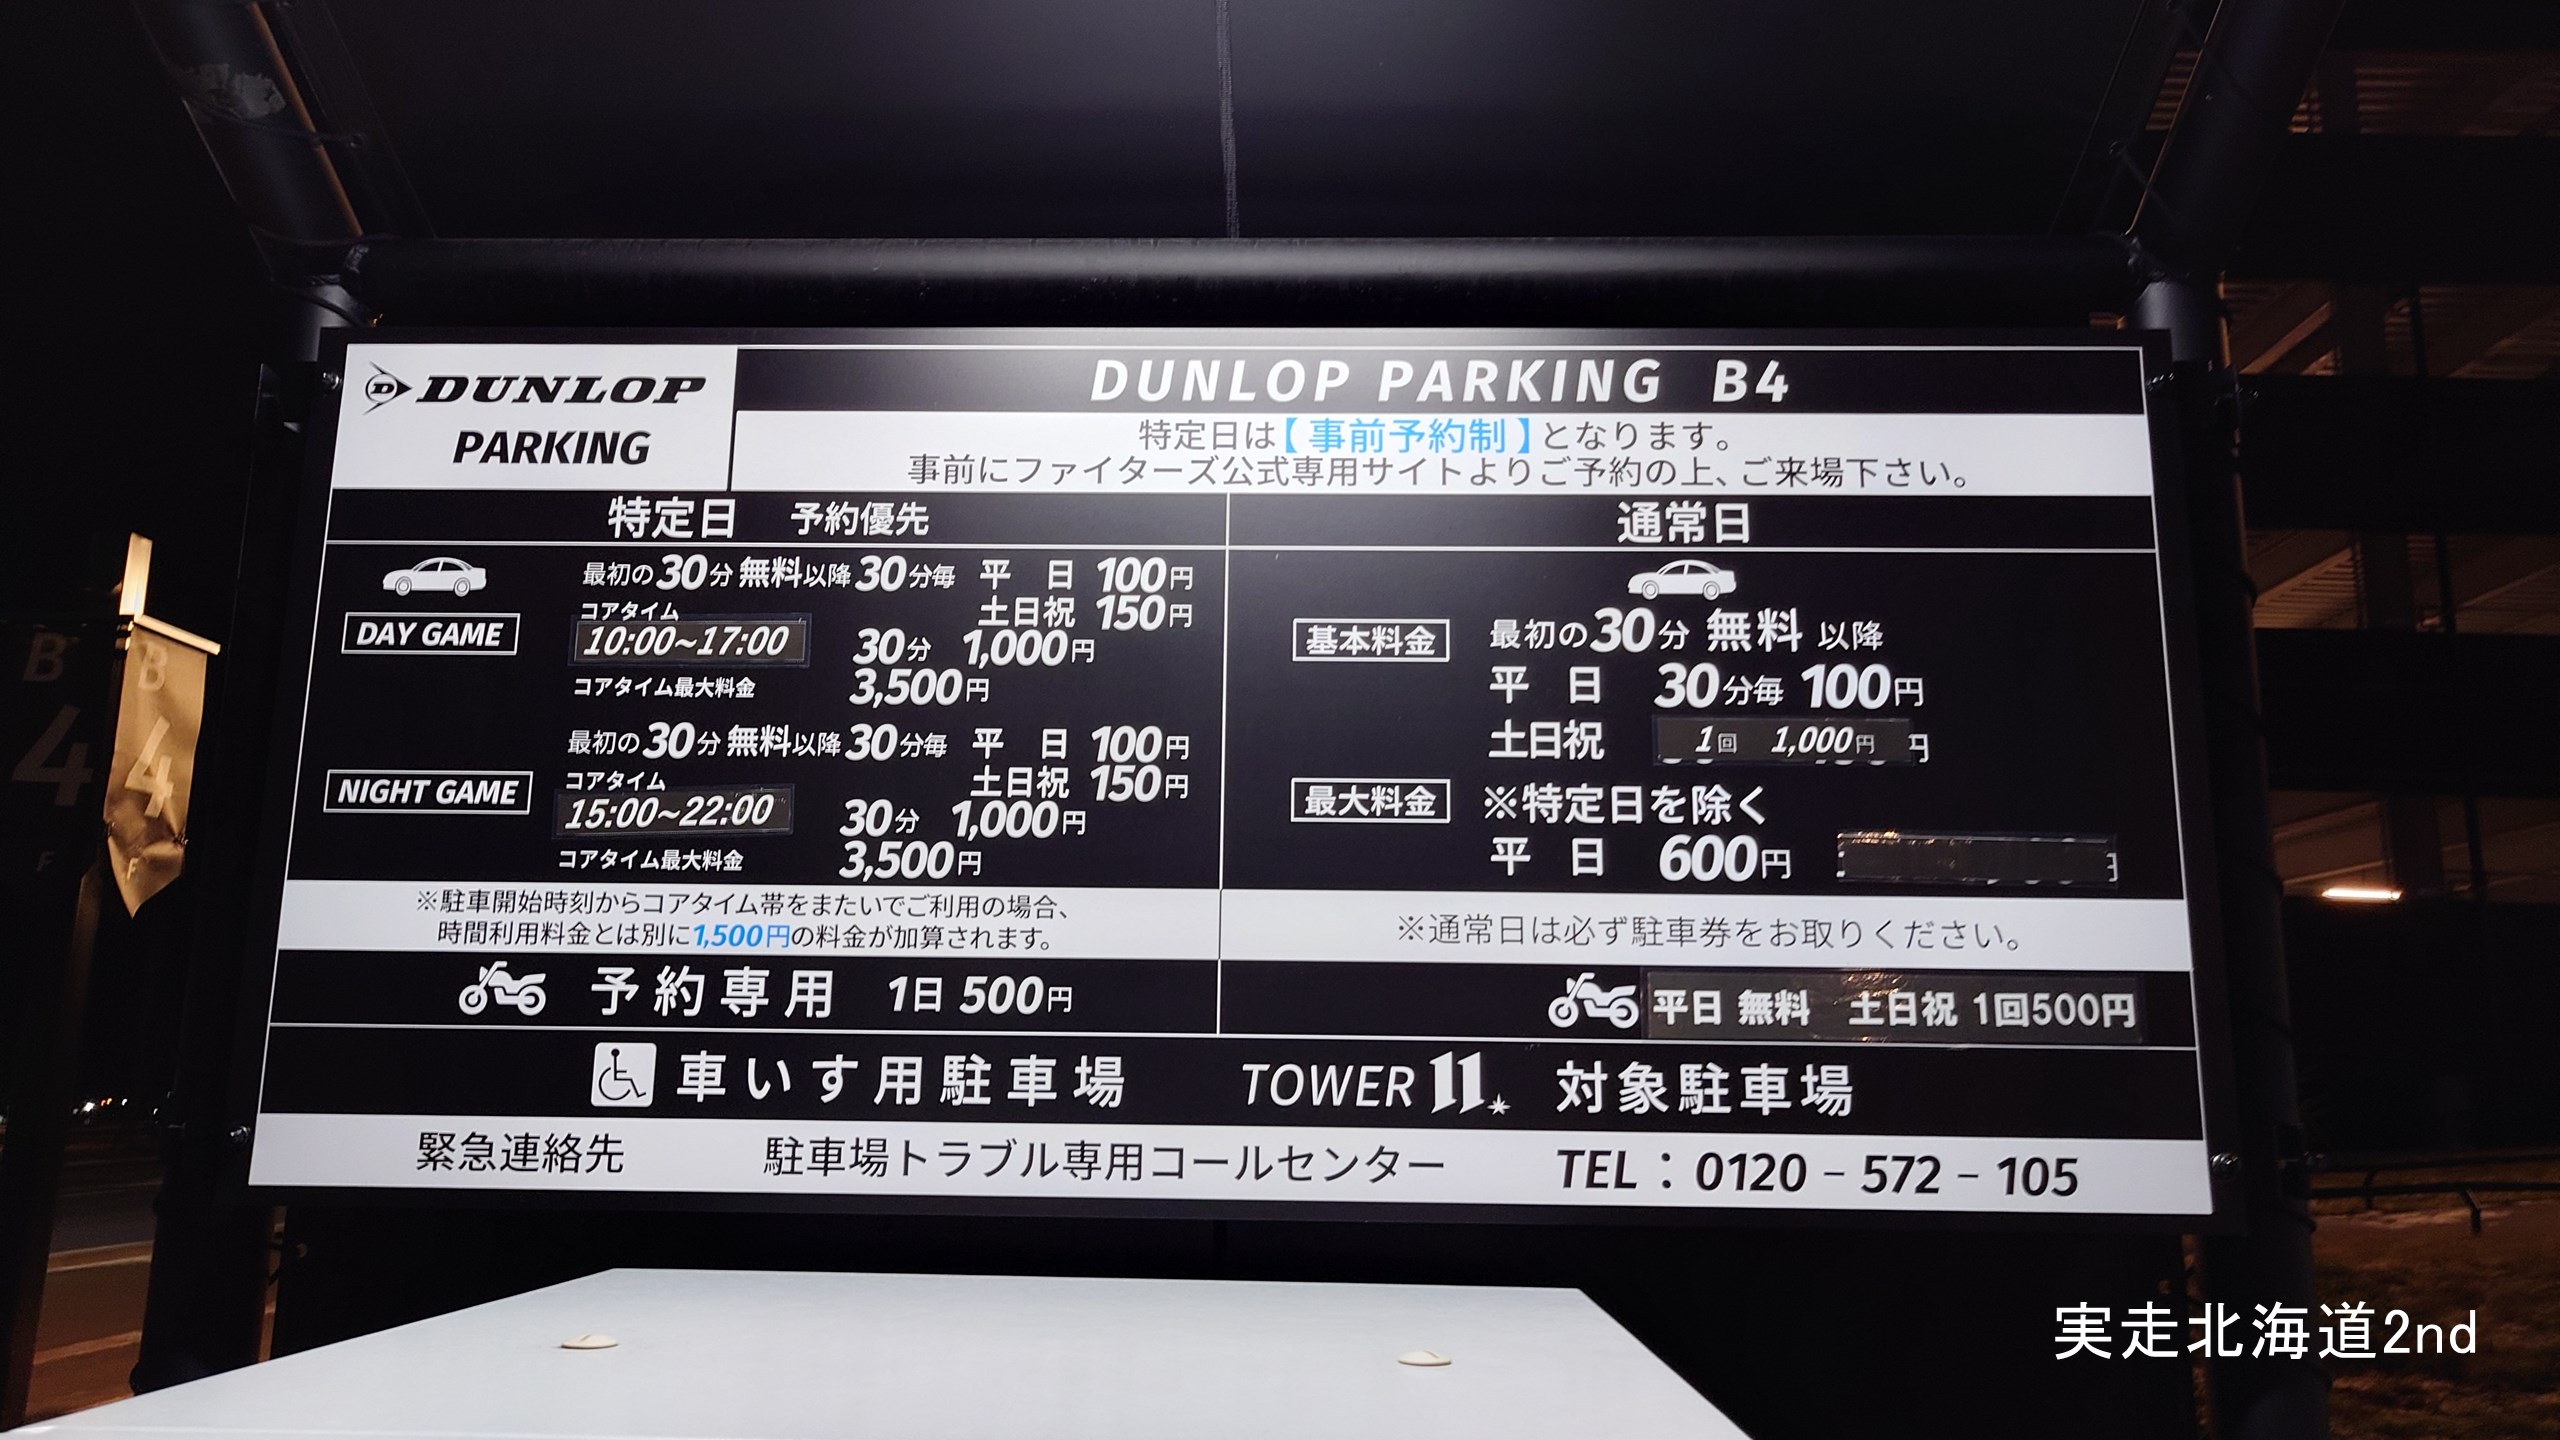 DUNLOP
PARKING
DUNLOP PARKING B4
特定日は【事前予約制】となります。
事前にファイターズ公式専用サイトよりご予約の上、ご来場下さい。
特定日 予約優先
DAY GAME
最初の30分無料以降30分毎 平日 100円
土日祝 150円
コアタイム
10:00~17:00 30分 1,000円
コアタイム最大料金 3,500円
NIGHT GAME
最初の30分無料以降30分毎 平日 100円
土日祝 150円
コアタイム
15:00~22:00 30分 1,000円
コアタイム最大料金 3,500円
※駐車開始時刻からコアタイム帯をまたいでご利用の場合、
時間利用料金とは別に1,500円の料金が加算されます。
予約専用 1日 500円
通常日
基本料金 最初の30分 無料 以降
平日 30分毎 100円
土日祝 1回 1,000円 円
最大料金 ※特定日を除く
平日 600円
※通常日は必ず駐車券をお取りください。
平日 無料 土日祝 1回500円
車いす用駐車場 TOWER 11 対象駐車場
緊急連絡先 駐車場トラブル専用コールセンター TEL:0120-572-105
B
4
F
B
4
F
実走北海道2nd